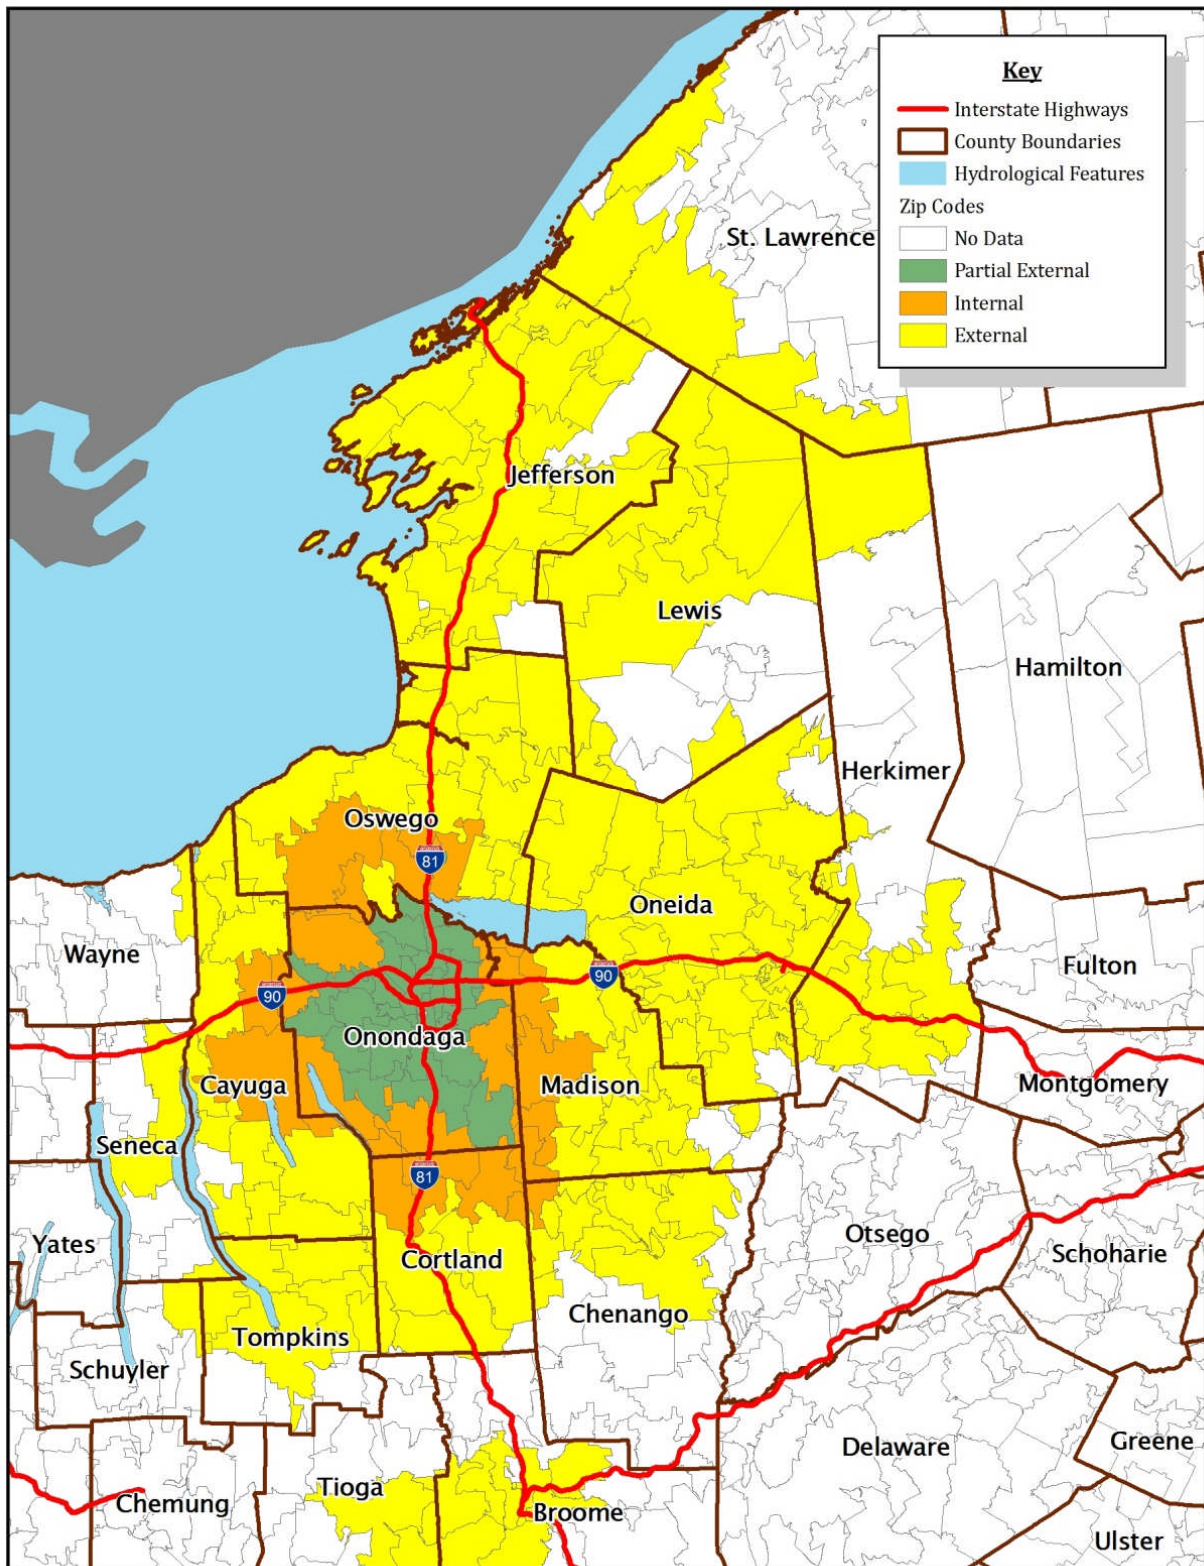 Key
Interstate Highways
County Boundaries
Hydrological Features
Zip Codes
No Data
Partial External
Internal
External
St. Lawrence
Jefferson
Lewis
Hamilton
Herkimer
Oswego
81
Oneida
Wayne
Fulton
90
90
Onondaga
Cayuga
Madison
Montgomery
Seneca
81
Yates
Otsego
Schoharie
Cortland
Chenango
Tompkins
Schuyler
Delaware
Greene
Tioga
Chemung
Broome
Ulster